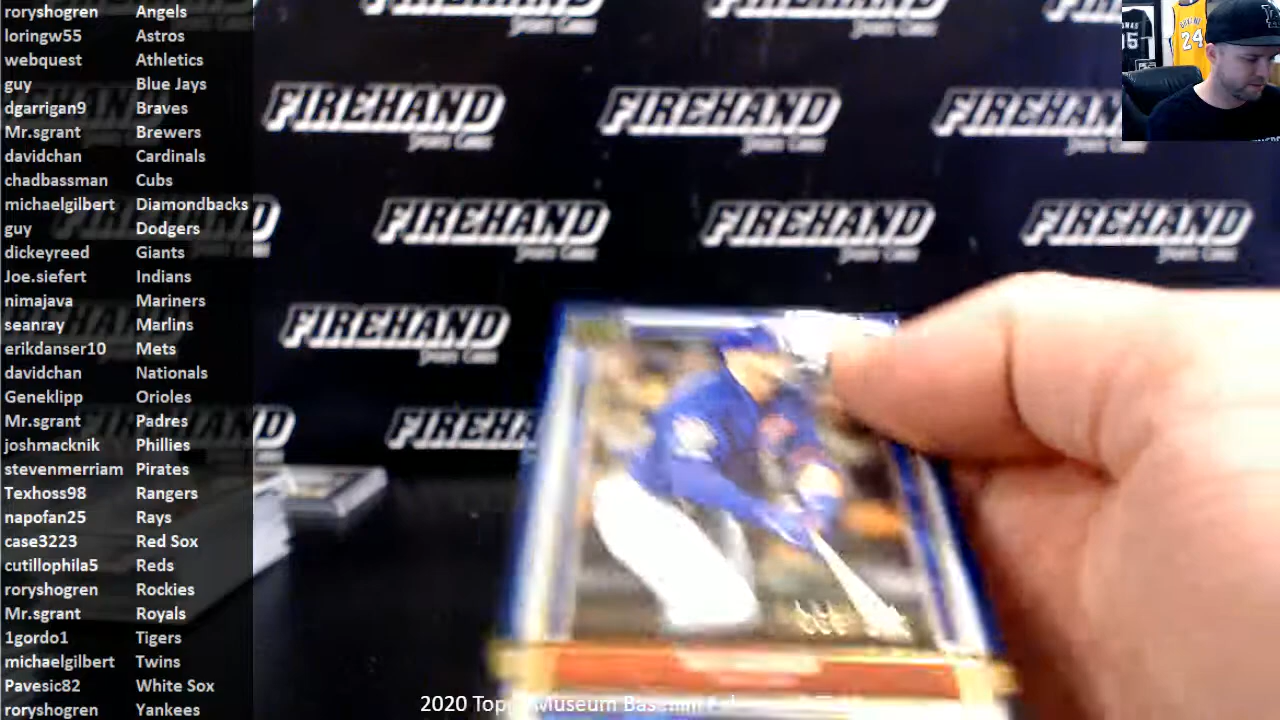 roryshogren Angels
loringw55 Astros
webquest Athletics
guy Blue Jays
dgarrigan9 Braves
Mr.sgrant Brewers
davidchan Cardinals
chadbassman Cubs
michaelgilbert Diamondbacks
guy Dodgers
dickeyreed Giants
Joe.siefert Indians
nimajava Mariners
seanray Marlins
erikdanser10 Mets
davidchan Nationals
Geneklipp Orioles
Mr.sgrant Padres
joshmacknik Phillies
stevenmerriam Pirates
Texhoss98 Rangers
napofan25 Rays
case3223 Red Sox
cutillophila5 Reds
roryshogren Rockies
Mr.sgrant Royals
1gordo1 Tigers
michaelgilbert Twins
Pavesic82 White Sox
roryshogren Yankees
FIREHAND FIREHAND FIREHAND
FIREHAND FIREHAND FIREHAND
FIREHAND
FIREHAND
24
2020 Topps Museum